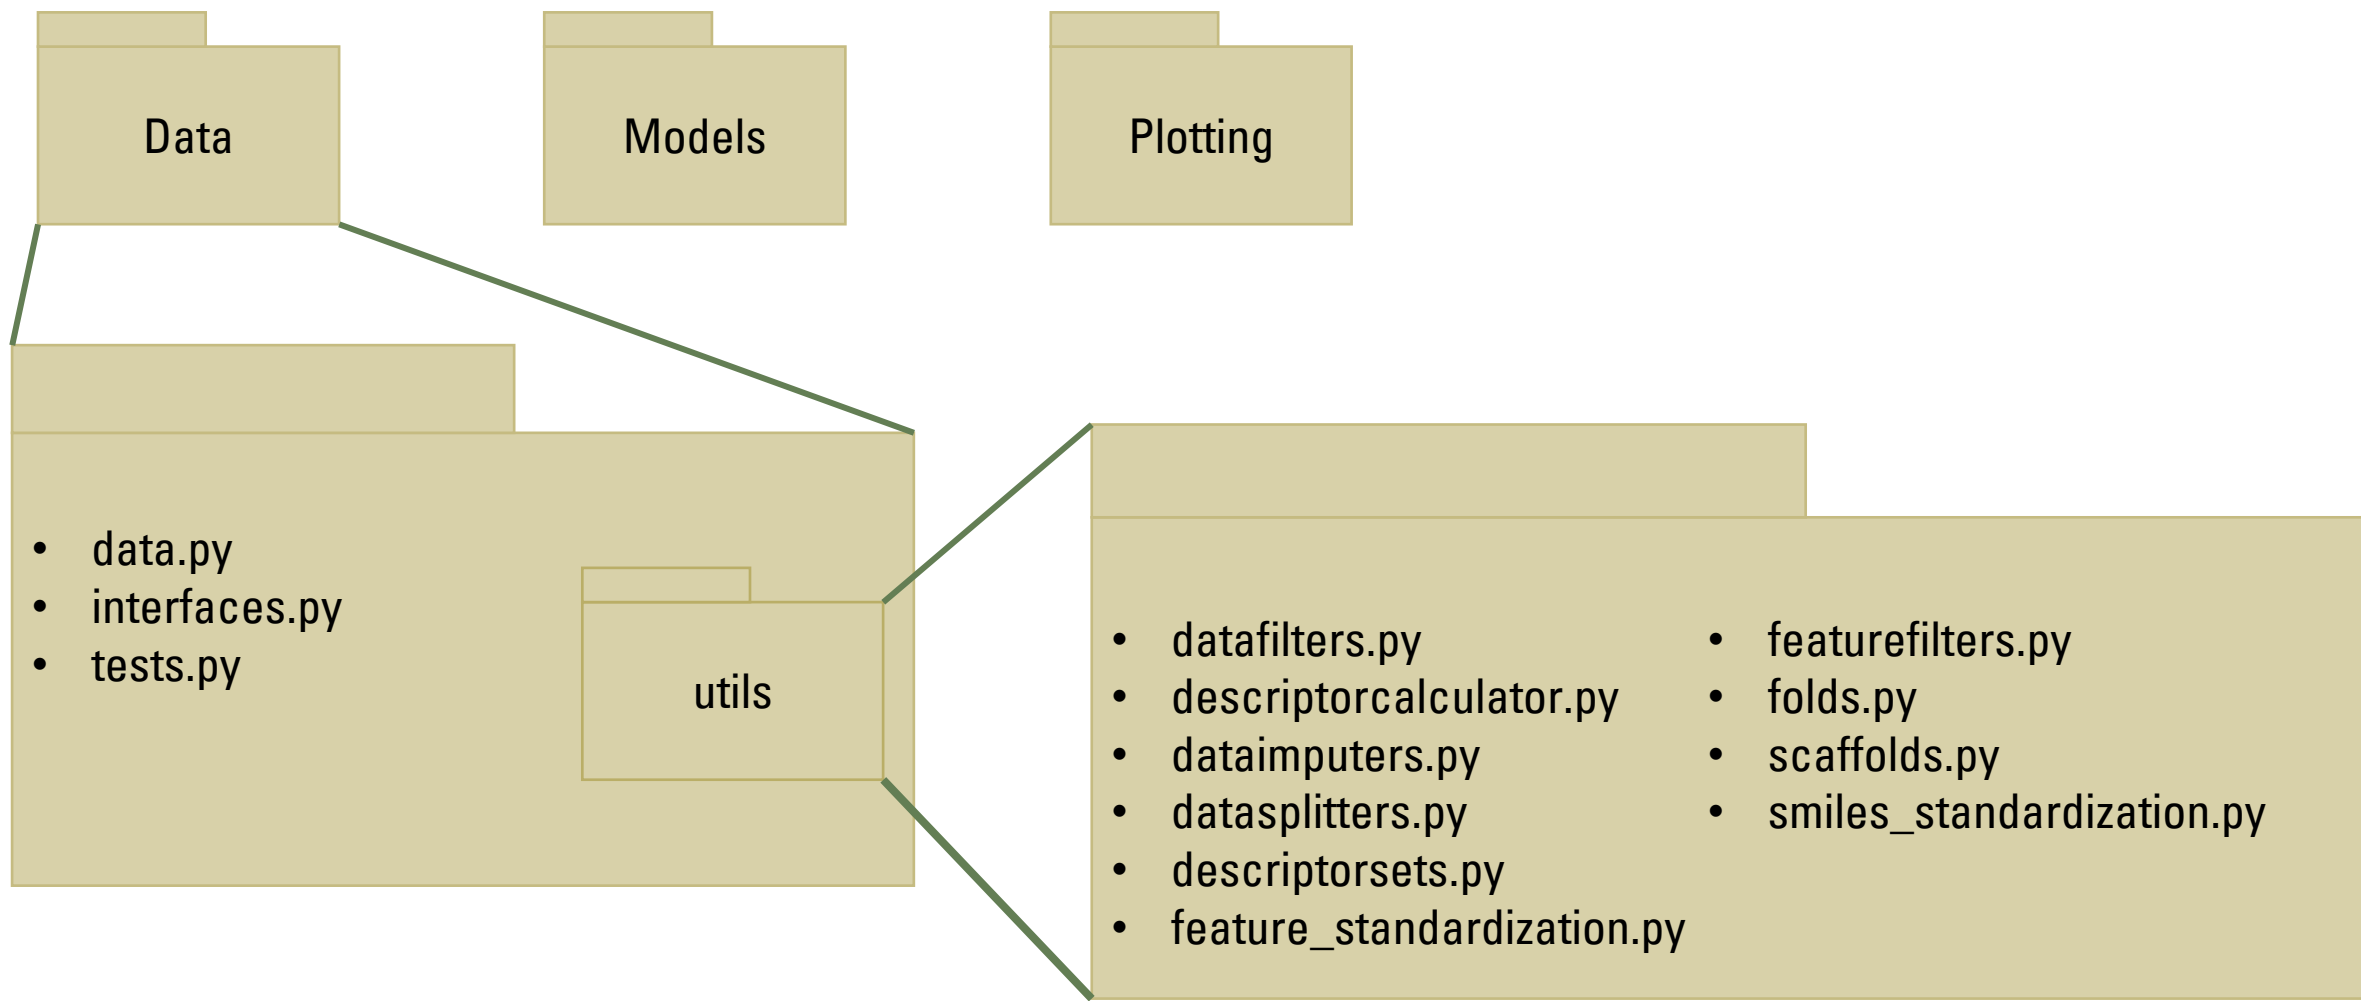 Data
Models
Plotting
• data.py
• interfaces.py
• tests.py
utils
• datafilters.py
• descriptorcalculator.py
• dataimputers.py
• datasplitters.py
• descriptorsets.py
• feature_standardization.py
• featurefilters.py
• folds.py
• scaffolds.py
• smiles_standardization.py